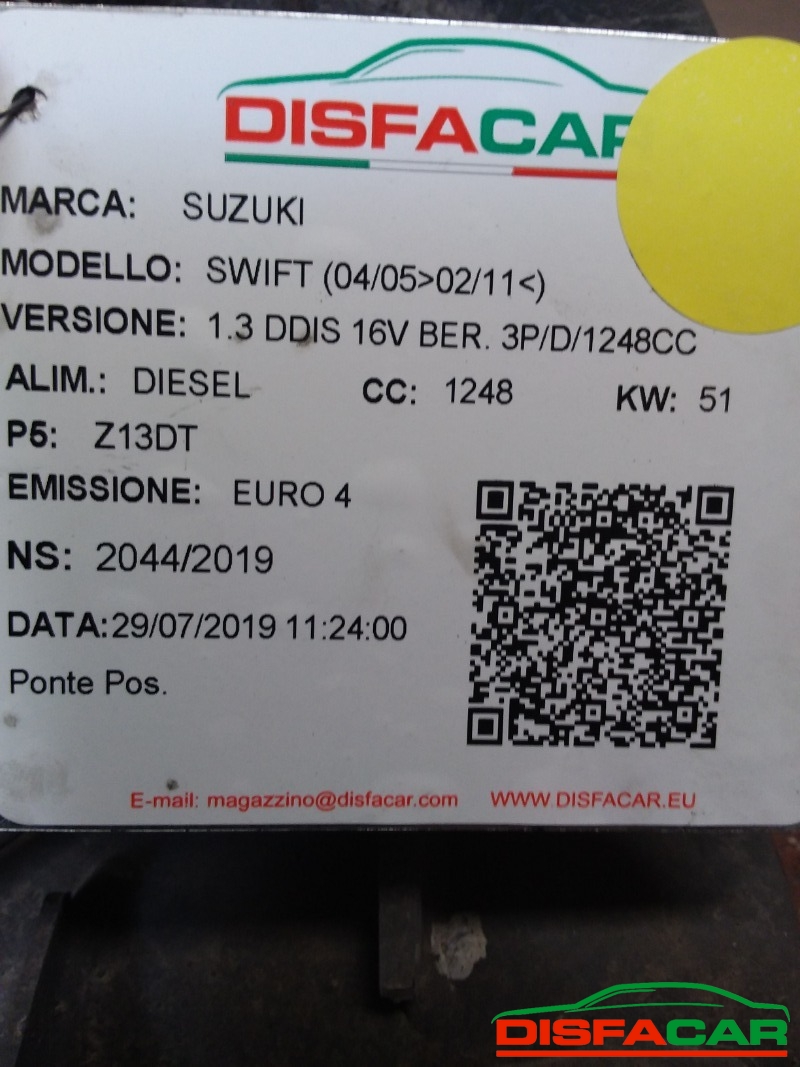 DISFACAR
MARCA: SUZUKI
MODELLO: SWIFT (04/05>02/11<)
VERSIONE: 1.3 DDIS 16V BER. 3P/D/1248CC
ALIM.: DIESEL CC: 1248 KW: 51
P5: Z13DT
EMISSIONE: EURO 4
NS: 2044/2019
DATA:29/07/2019 11:24:00
Ponte Pos.
E-mail: magazzino@disfacar.com WWW.DISFACAR.EU
DISFACAR